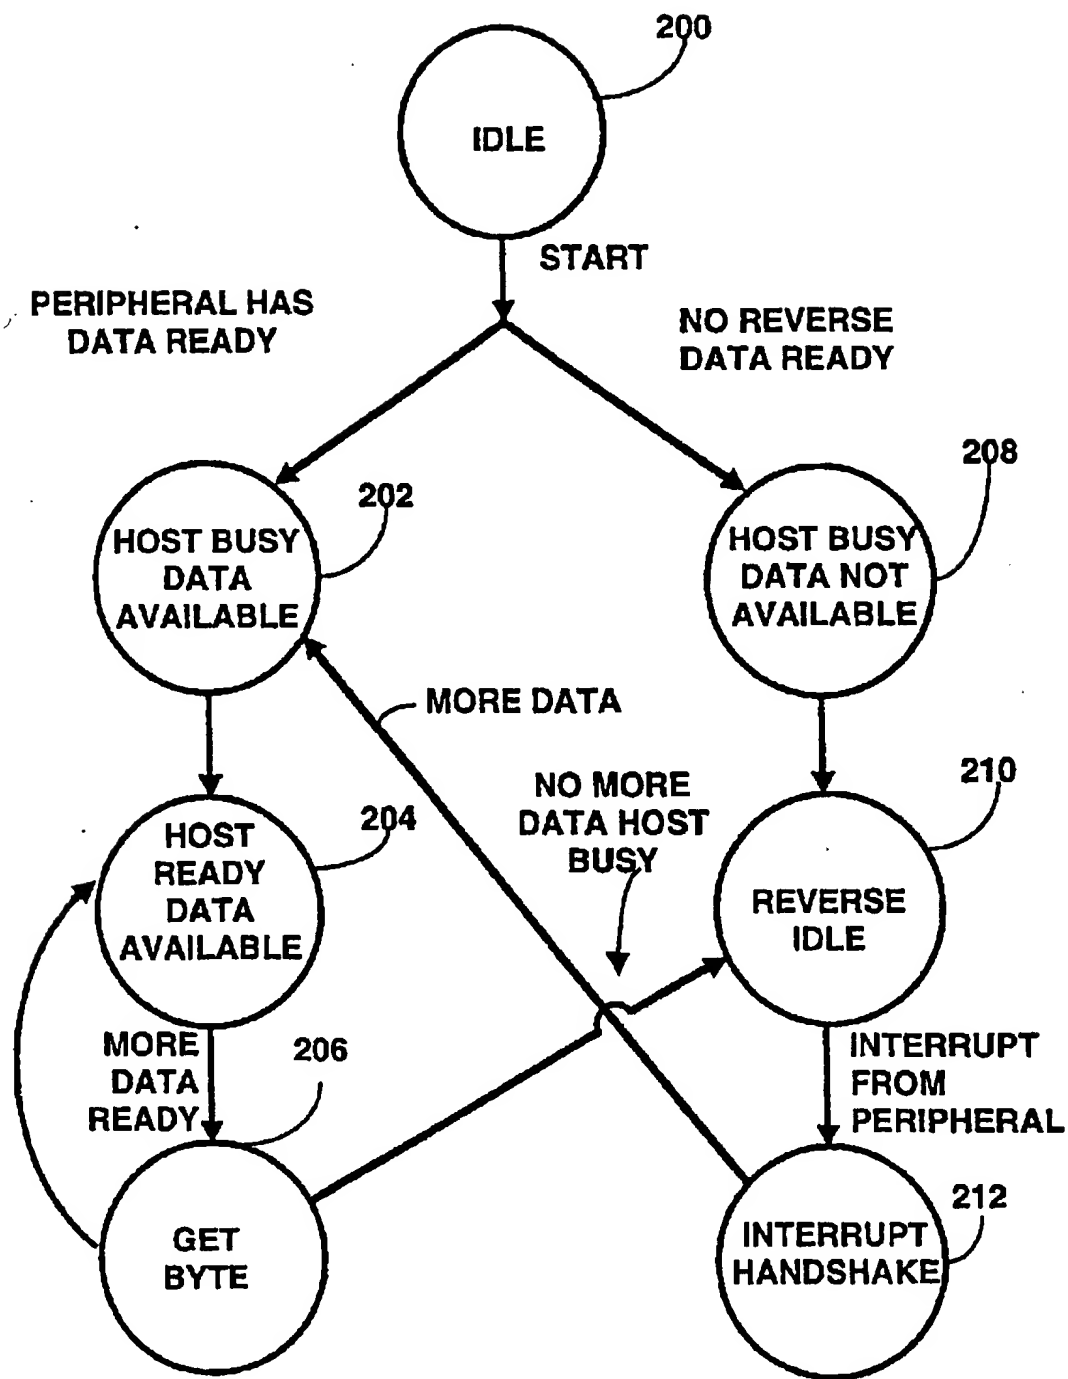 200
IDLE
START
PERIPHERAL HAS
DATA READY
NO REVERSE
DATA READY
208
202
HOST BUSY
DATA
AVAILABLE
HOST BUSY
DATA NOT
AVAILABLE
MORE DATA
210
NO MORE
DATA HOST
BUSY
204
HOST
READY
DATA
AVAILABLE
REVERSE
IDLE
MORE
DATA
READY
206
INTERRUPT
FROM
PERIPHERAL
212
GET
BYTE
INTERRUPT
HANDSHAKE